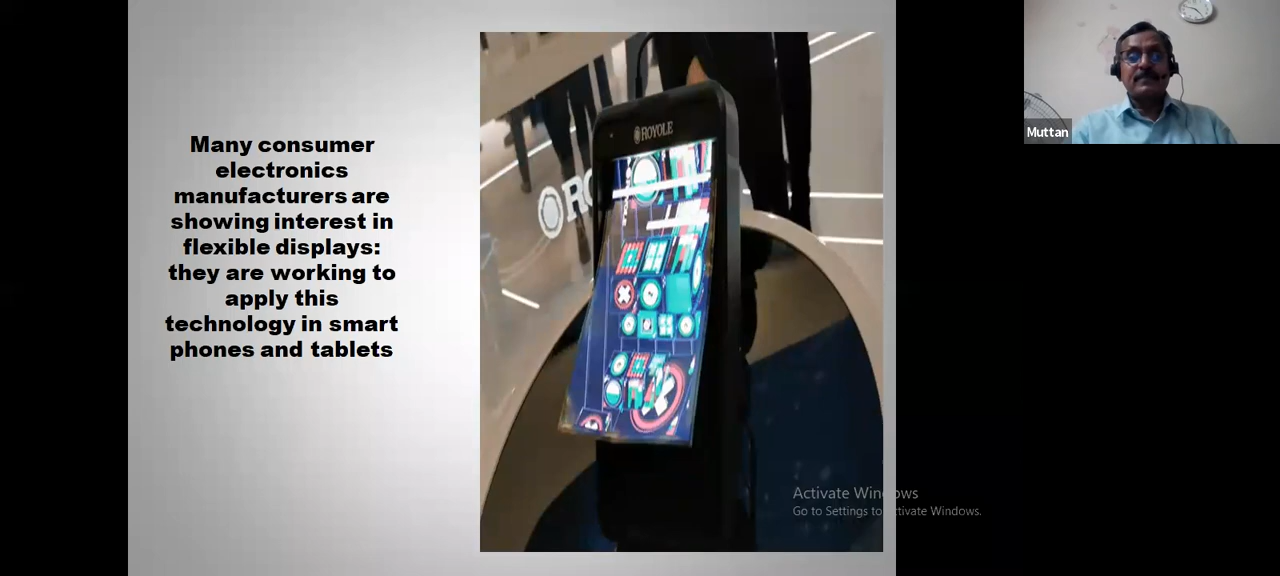 Many consumer
electronics
manufacturers are
showing interest in
flexible displays:
they are working to
apply this
technology in smart
phones and tablets
ROYOLE
RO
Muttan
Activate Windows
Go to Settings to activate Windows.